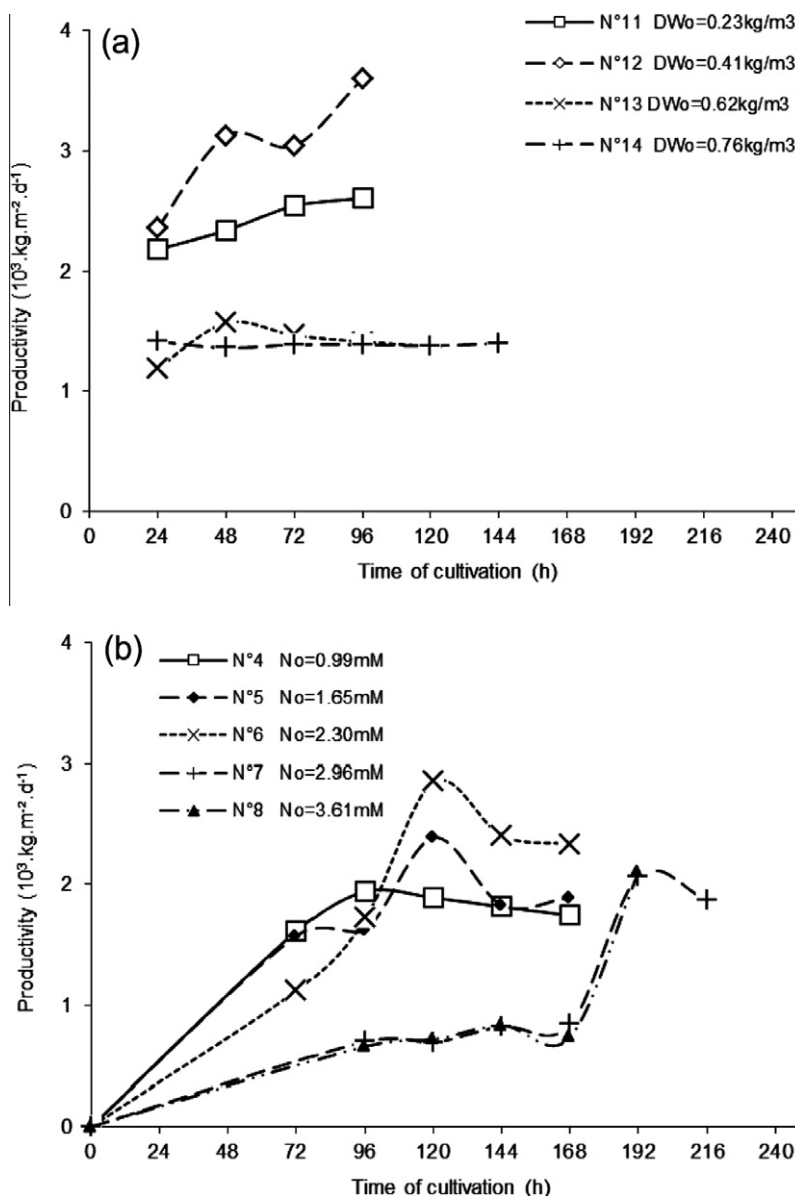 (a)
N°11 DWo=0.23kg/m3
N°12 DWo=0.41kg/m3
N°13 DWo=0.62kg/m3
N°14 DWo=0.76kg/m3
Productivity (10³.kg.m⁻².d⁻¹)
4
3
2
1
0
0 24 48 72 96 120 144 168 192 216 240
Time of cultivation (h)
(b)
N°4 No=0.99mM
N°5 No=1.65mM
N°6 No=2.30mM
N°7 No=2.96mM
N°8 No=3.61mM
Productivity (10³.kg.m⁻².d⁻¹)
4
3
2
1
0
0 24 48 72 96 120 144 168 192 216 240
Time of cultivation (h)